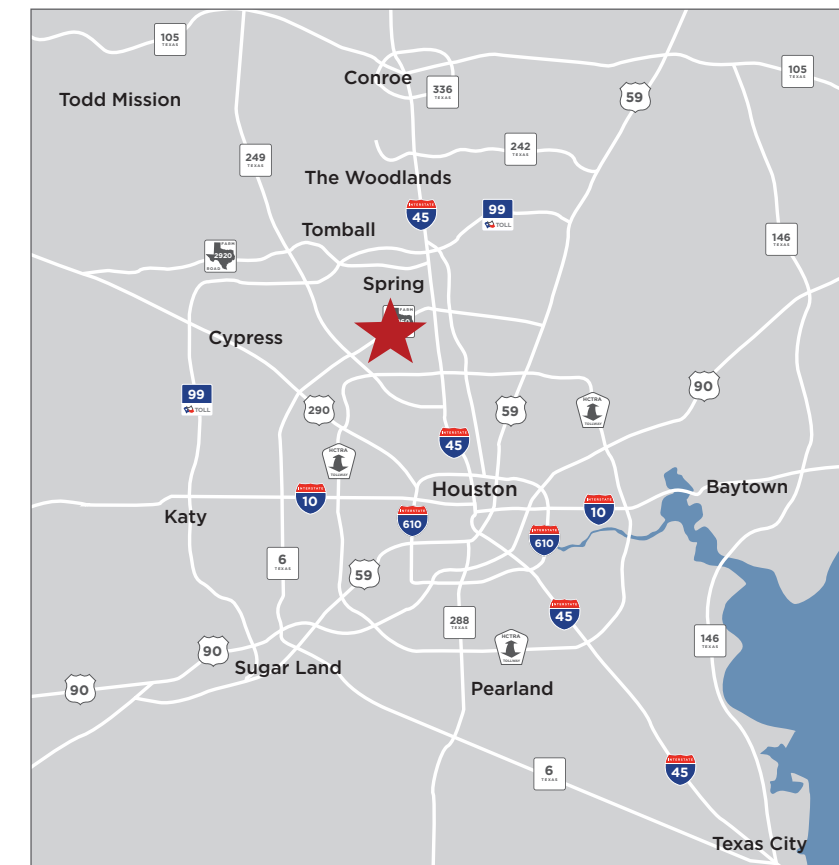 105
TEXAS
Conroe
336
TEXAS
105
TEXAS
Todd Mission
59
249
TEXAS
242
TEXAS
The Woodlands
INTERSTATE
45
99
TOLL
Tomball
146
TEXAS
FARM
2920
ROAD
Spring
FARM
Cypress
99
TOLL
290
59
HCTRA
TOLLWAY
90
INTERSTATE
45
HCTRA
TOLLWAY
Houston
Baytown
INTERSTATE
10
INTERSTATE
10
Katy
INTERSTATE
610
INTERSTATE
610
6
TEXAS
59
INTERSTATE
45
288
TEXAS
146
TEXAS
90
HCTRA
TOLLWAY
Sugar Land
90
Pearland
6
TEXAS
INTERSTATE
45
Texas City